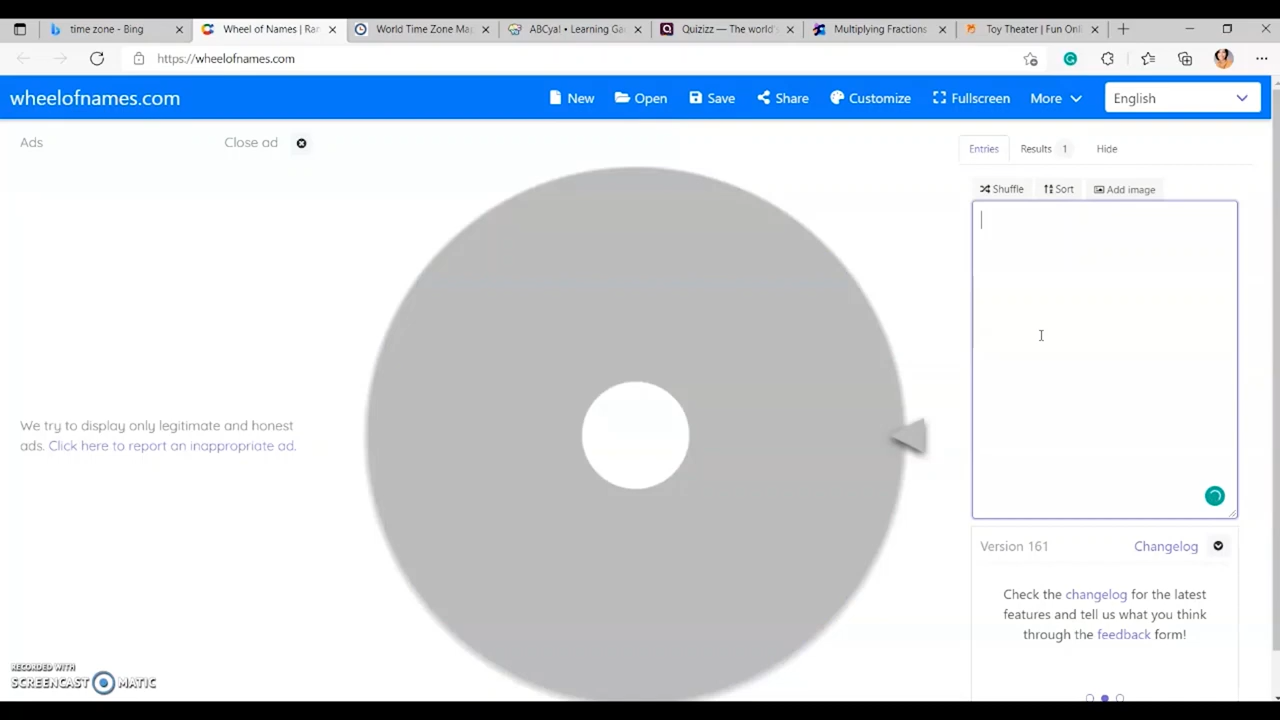 time zone - Bing
Wheel of Names | Ra
World Time Zone Ma
ABCya! • Learning Ga
Quizizz — The world's
Multiplying Fractions
Toy Theater | Fun Onli
https://wheelofnames.com
wheelofnames.com
New
Open
Save
Share
Customize
Fullscreen
More
English
Ads
Close ad
Entries
Results 1
Hide
Shuffle
Sort
Add image
We try to display only legitimate and honest
ads. Click here to report an inappropriate ad.
Version 161
Changelog
Check the changelog for the latest
features and tell us what you think
through the feedback form!
RECORDED WITH
SCREENCAST MATIC